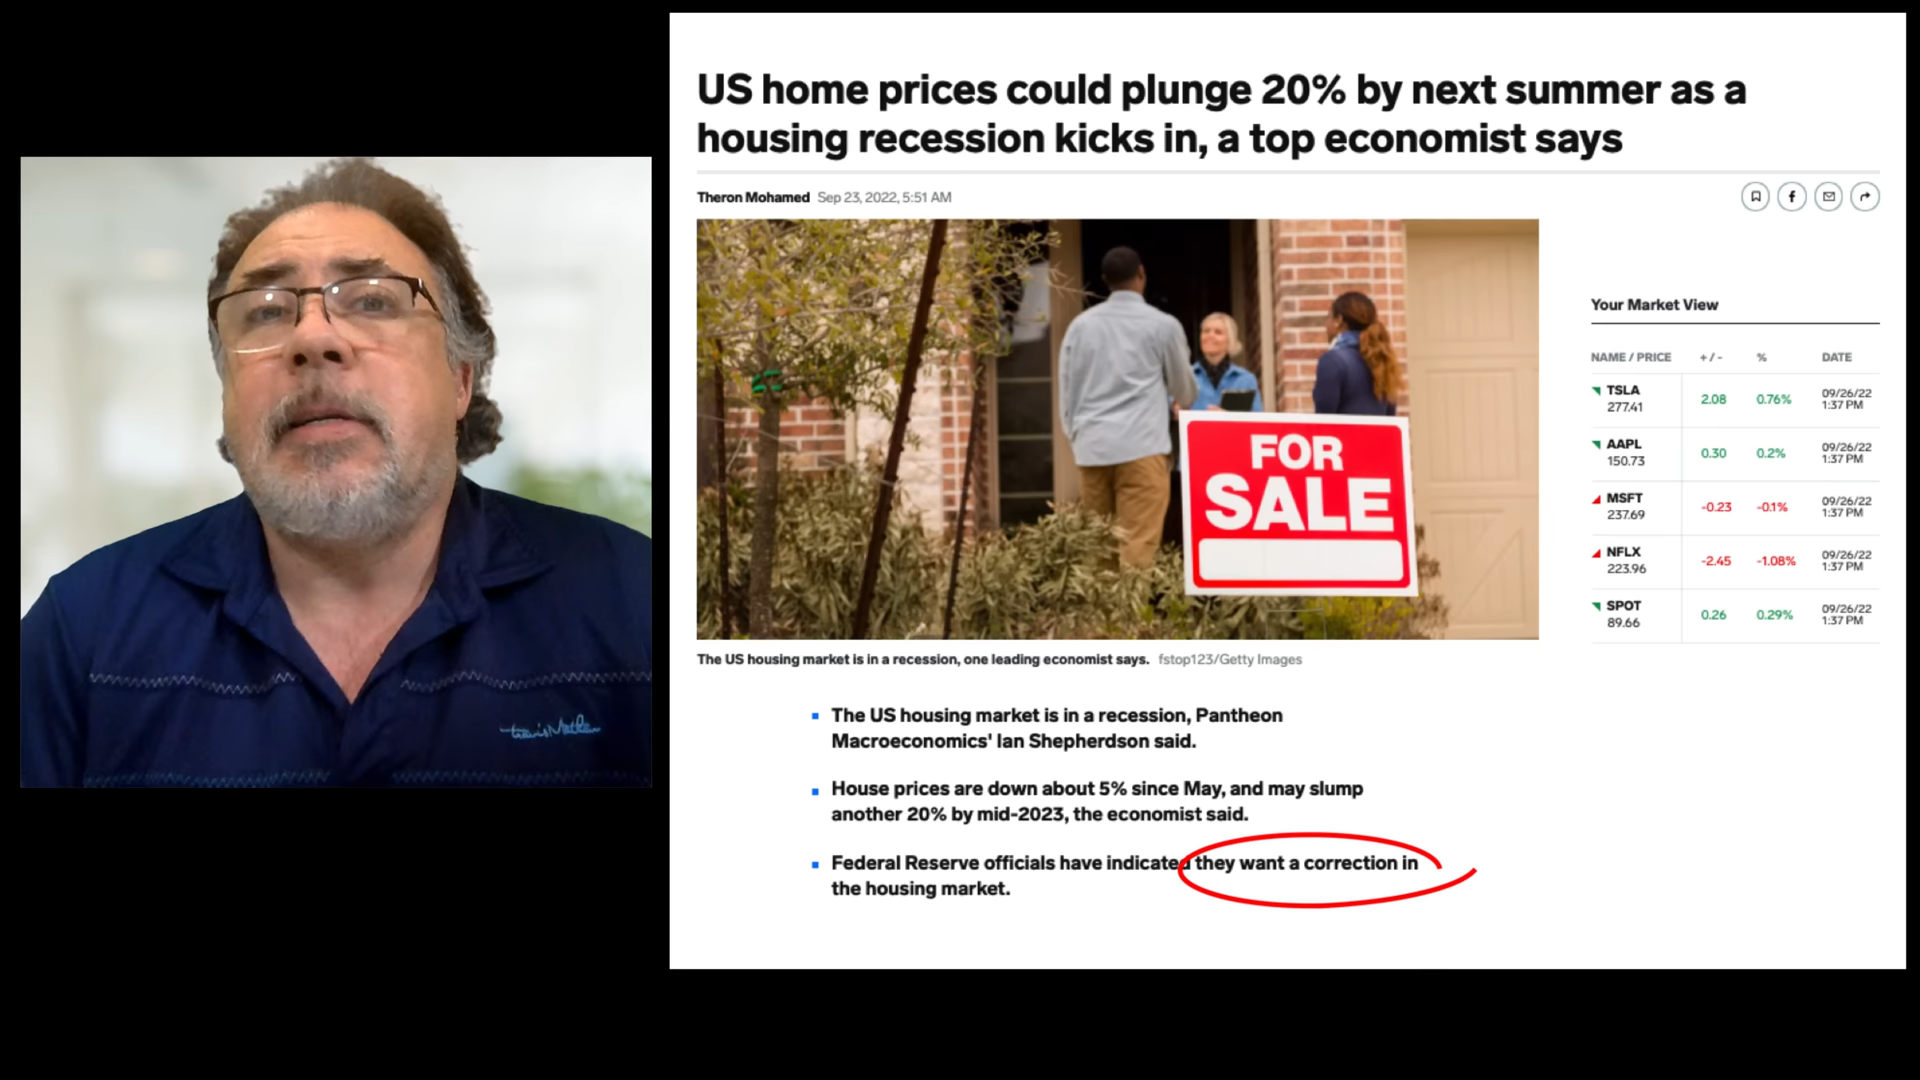 US home prices could plunge 20% by next summer as a
housing recession kicks in, a top economist says
Theron Mohamed Sep 23, 2022, 5:51 AM
FOR
SALE
The US housing market is in a recession, one leading economist says. fstop123/Getty Images
The US housing market is in a recession, Pantheon
Macroeconomics' Ian Shepherdson said.
House prices are down about 5% since May, and may slump
another 20% by mid-2023, the economist said.
Federal Reserve officials have indicated they want a correction in
the housing market.
Your Market View
NAME / PRICE + / - % DATE
TSLA
277.41 2.08 0.76% 09/26/22
1:37 PM
AAPL
150.73 0.30 0.2% 09/26/22
1:37 PM
MSFT
237.69 -0.23 -0.1% 09/26/22
1:37 PM
NFLX
223.96 -2.45 -1.08% 09/26/22
1:37 PM
SPOT
89.66 0.26 0.29% 09/26/22
1:37 PM
TravisMathew